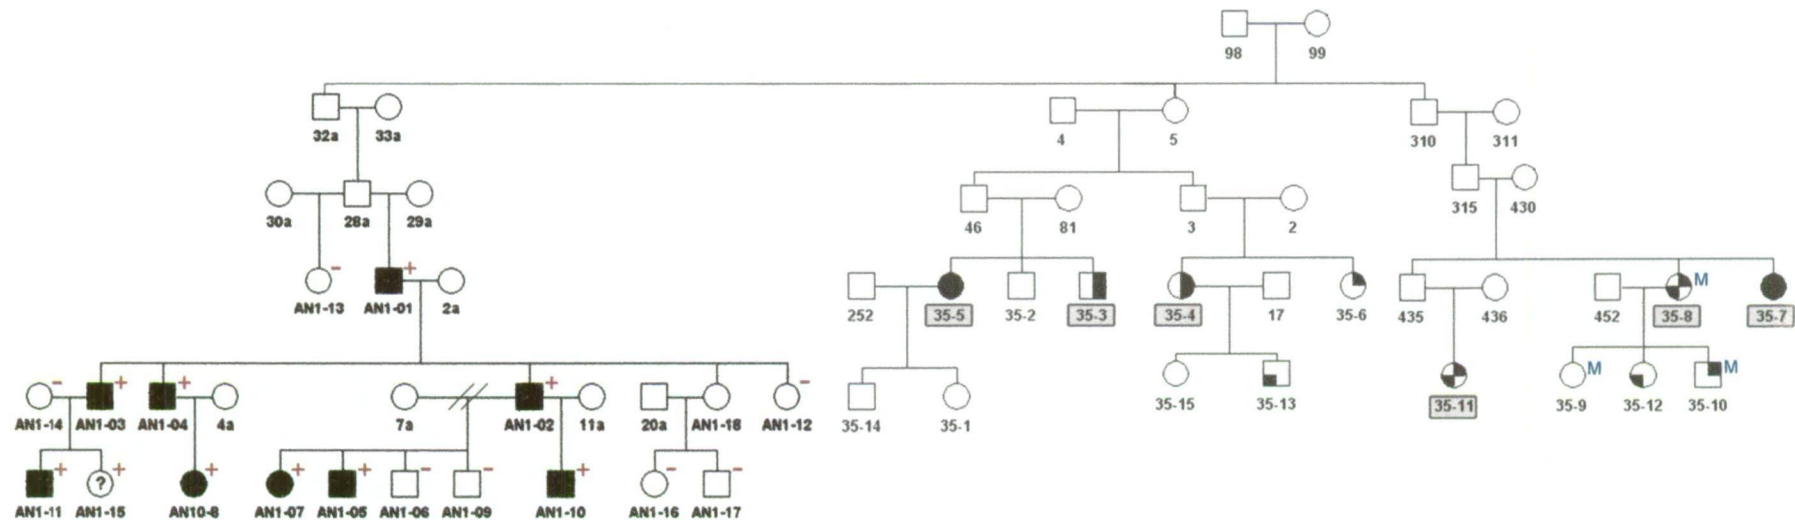 98 99
32a 33a 4 5 310 311
30a 28a 29a 46 81 3 2 315 430
AN1-13 - AN1-01 + 2a 252 35-5 35-2 35-3 35-4 17 35-6 435 436 452 35-8 M 35-7
AN1-14 - AN1-03 + AN1-04 + 4a 7a AN1-02 + 11a 20a AN1-18 AN1-12 - 35-14 35-1 35-15 35-13 35-11 35-9 M 35-12 35-10 M
AN1-11 + ? AN1-15 + AN10-8 + AN1-07 + AN1-05 + AN1-06 - AN1-09 - AN1-10 + AN1-16 - AN1-17 -